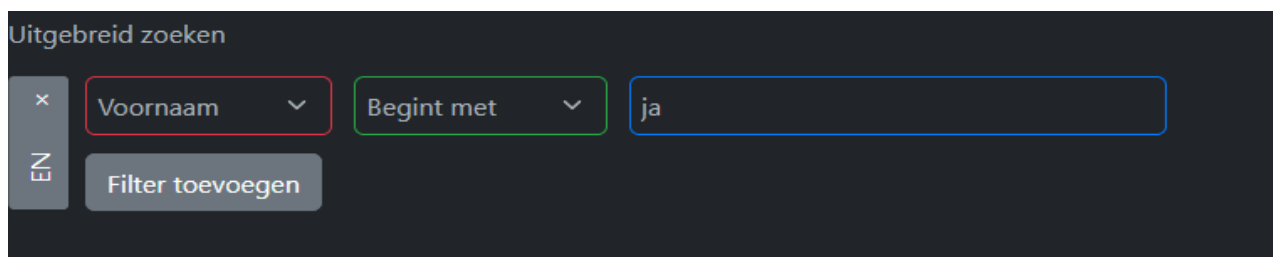 Uitgebreid zoeken
EN ×
Voornaam Begint met ja
Filter toevoegen